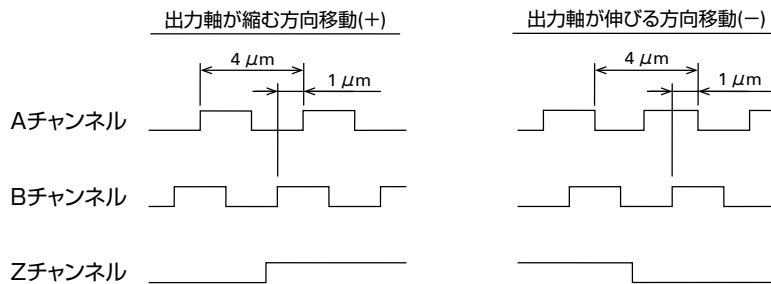 出力軸が縮む方向移動(+)
出力軸が伸びる方向移動(−)
4 μm
1 μm
4 μm
1 μm
Aチャンネル
Bチャンネル
Zチャンネル